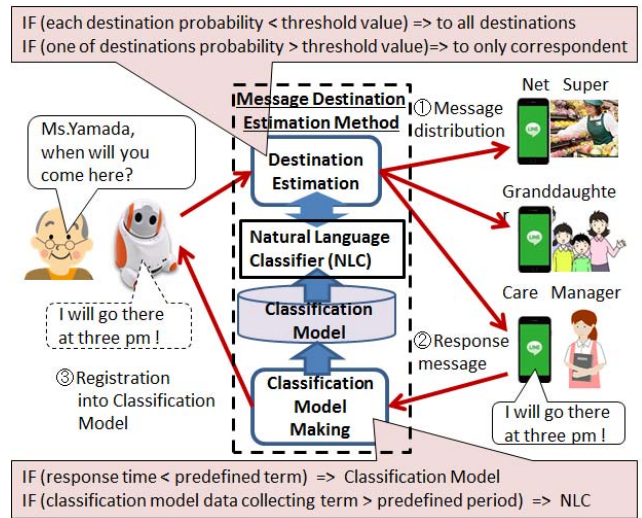 IF (each destination probability < threshold value) => to all destinations
IF (one of destinations probability > threshold value)=> to only correspondent
Message Destination
Estimation Method
Ms.Yamada,
when will you
come here?
Destination
Estimation
①Message
distribution
Net Super
LINE
Granddaughte
r
LINE
Natural Language
Classifier (NLC)
Care Manager
LINE
Classification
Model
I will go there
at three pm !
②Response
message
③Registration
into Classification
Model
Classification
Model
Making
I will go there
at three pm !
IF (response time < predefined term) => Classification Model
IF (classification model data collecting term > predefined period) => NLC